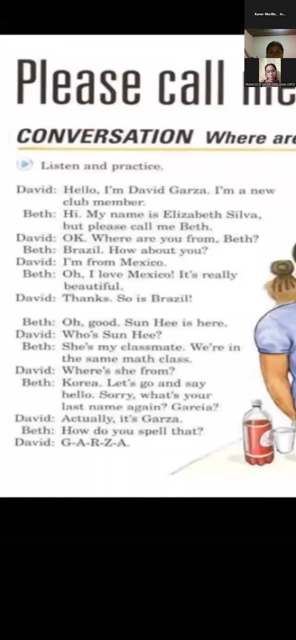 Please call me
CONVERSATION Where are
Listen and practice.
David: Hello, I'm David Garza. I'm a new
club member.
Beth: Hi. My name is Elizabeth Silva,
but please call me Beth.
David: OK. Where are you from, Beth?
Beth: Brazil. How about you?
David: I'm from Mexico.
Beth: Oh, I love Mexico! It's really
beautiful.
David: Thanks. So is Brazil!
Beth: Oh, good. Sun Hee is here.
David: Who's Sun Hee?
Beth: She's my classmate. We're in
the same math class.
David: Where's she from?
Beth: Korea. Let's go and say
hello. Sorry, what's your
last name again? Garcia?
David: Actually, it's Garza.
Beth: How do you spell that?
David: G-A-R-Z-A.